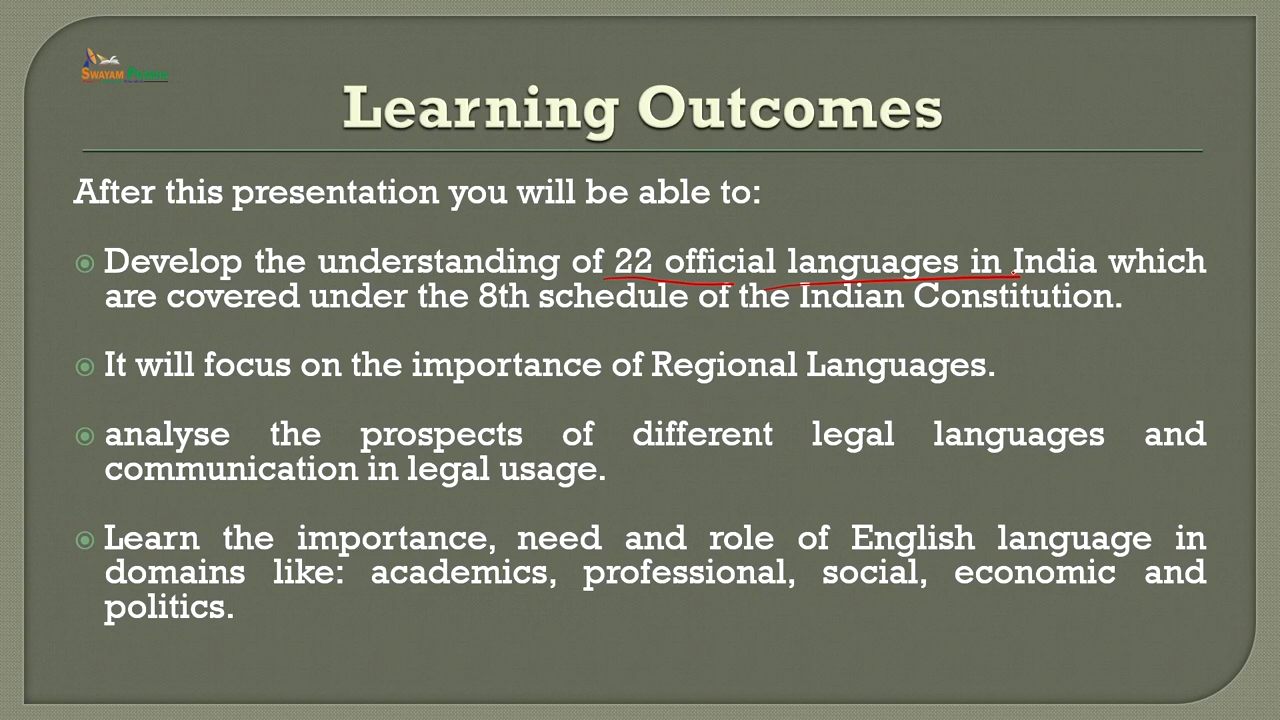 SWAYAM PRABHA
Learning Outcomes
After this presentation you will be able to:
Develop the understanding of 22 official languages in India which
are covered under the 8th schedule of the Indian Constitution.
It will focus on the importance of Regional Languages.
analyse the prospects of different legal languages and
communication in legal usage.
Learn the importance, need and role of English language in
domains like: academics, professional, social, economic and
politics.